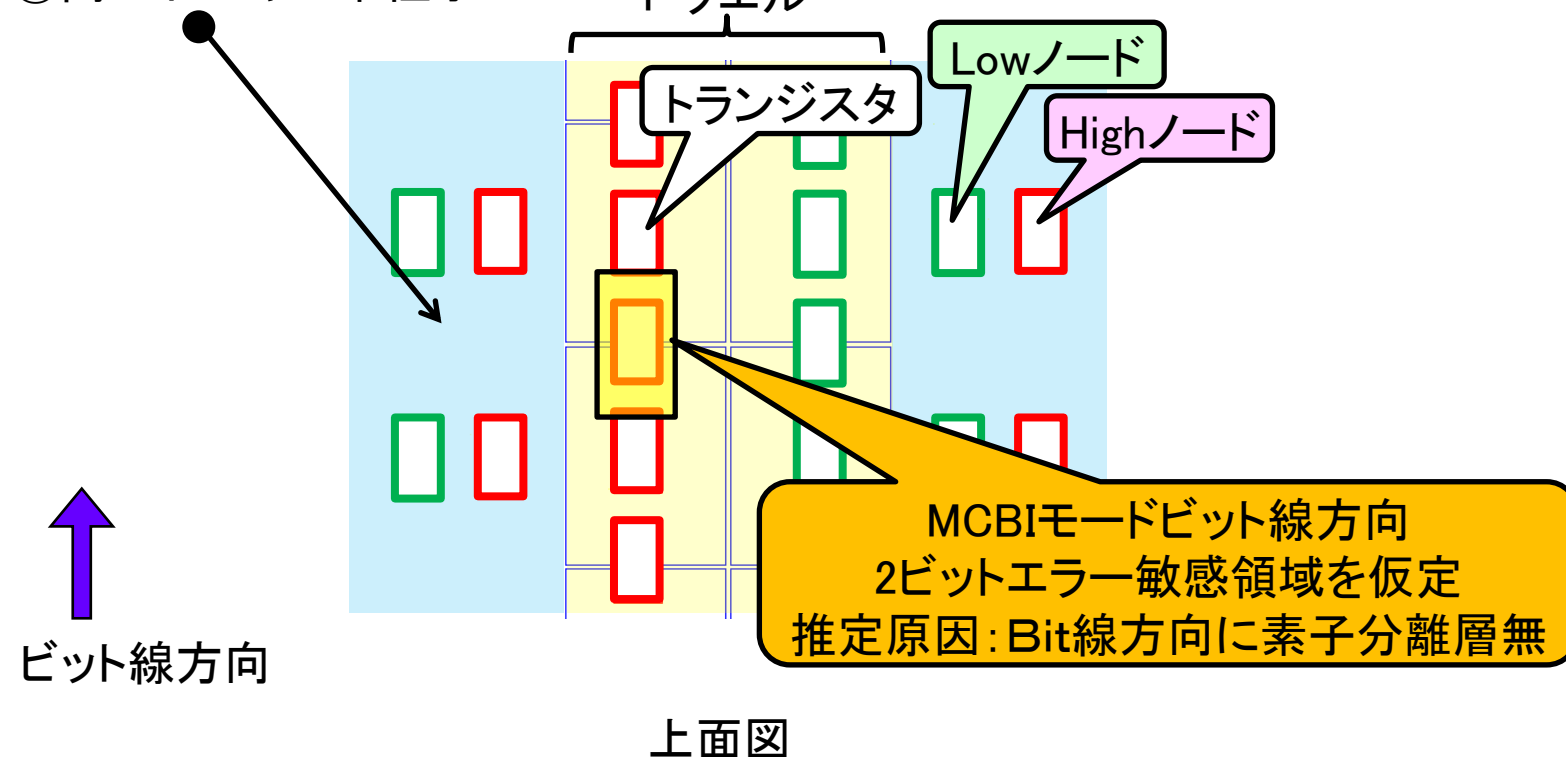 ウエル
Lowノード
トランジスタ
Highノード
MCBIモードビット線方向
2ビットエラー敏感領域を仮定
推定原因:Bit線方向に素子分離層無
ビット線方向
上面図